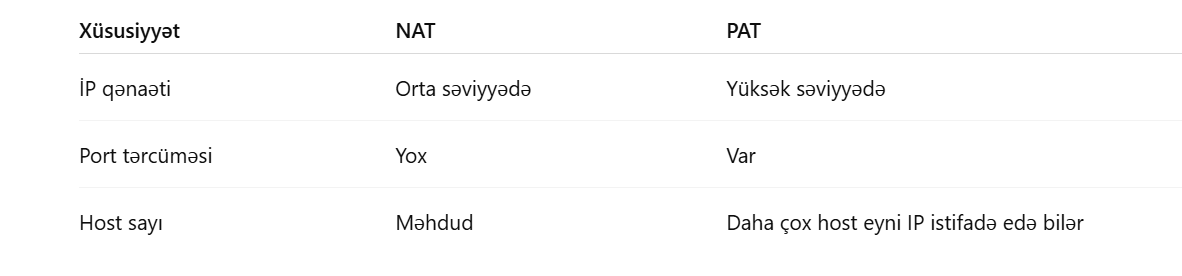 Xüsusiyyət NAT PAT
İP qənaəti Orta səviyyədə Yüksək səviyyədə
Port tərcüməsi Yox Var
Host sayı Məhdud Daha çox host eyni IP istifadə edə bilər